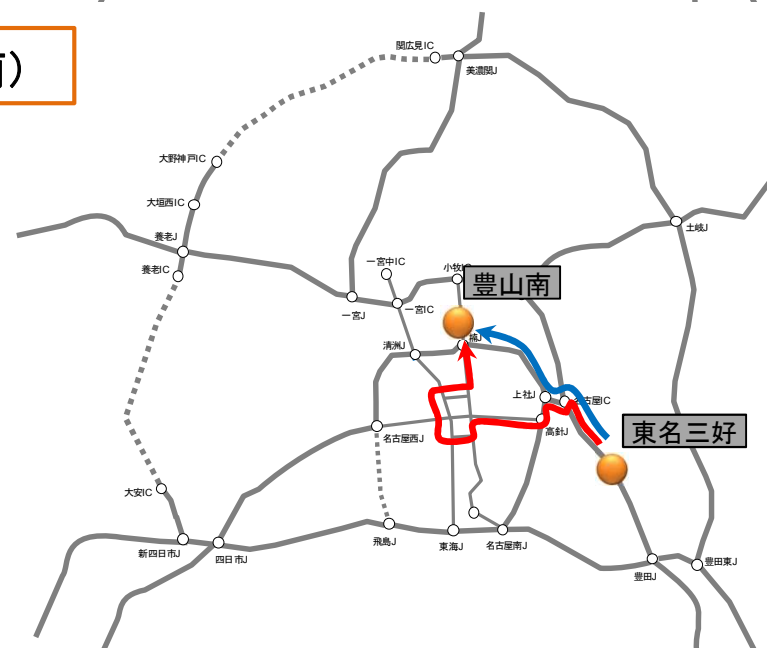 前)
関広見IC
美濃関J
大野神戸IC
大垣西IC
土岐J
養老J
養老IC
一宮中IC
小牧IC
豊山南
一宮J
一宮IC
楠J
清洲J
上社J
名古屋IC
東名三好
高針J
名古屋西J
大安IC
新四日市J
四日市J
飛島J
東海J
名古屋南J
豊田J
豊田東J